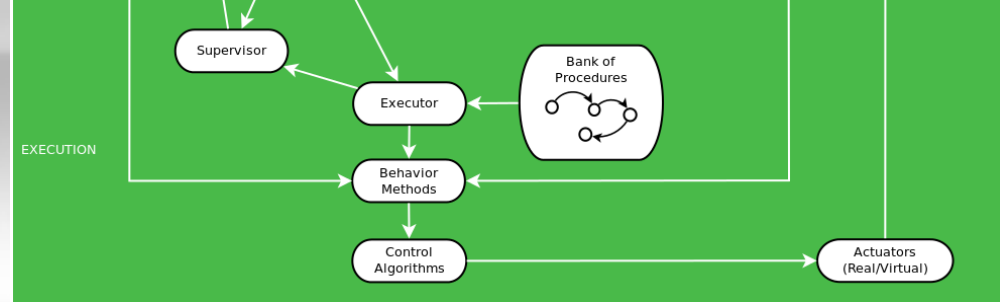 Supervisor
Bank of
Procedures
Executor
EXECUTION
Behavior
Methods
Control
Algorithms
Actuators
(Real/Virtual)